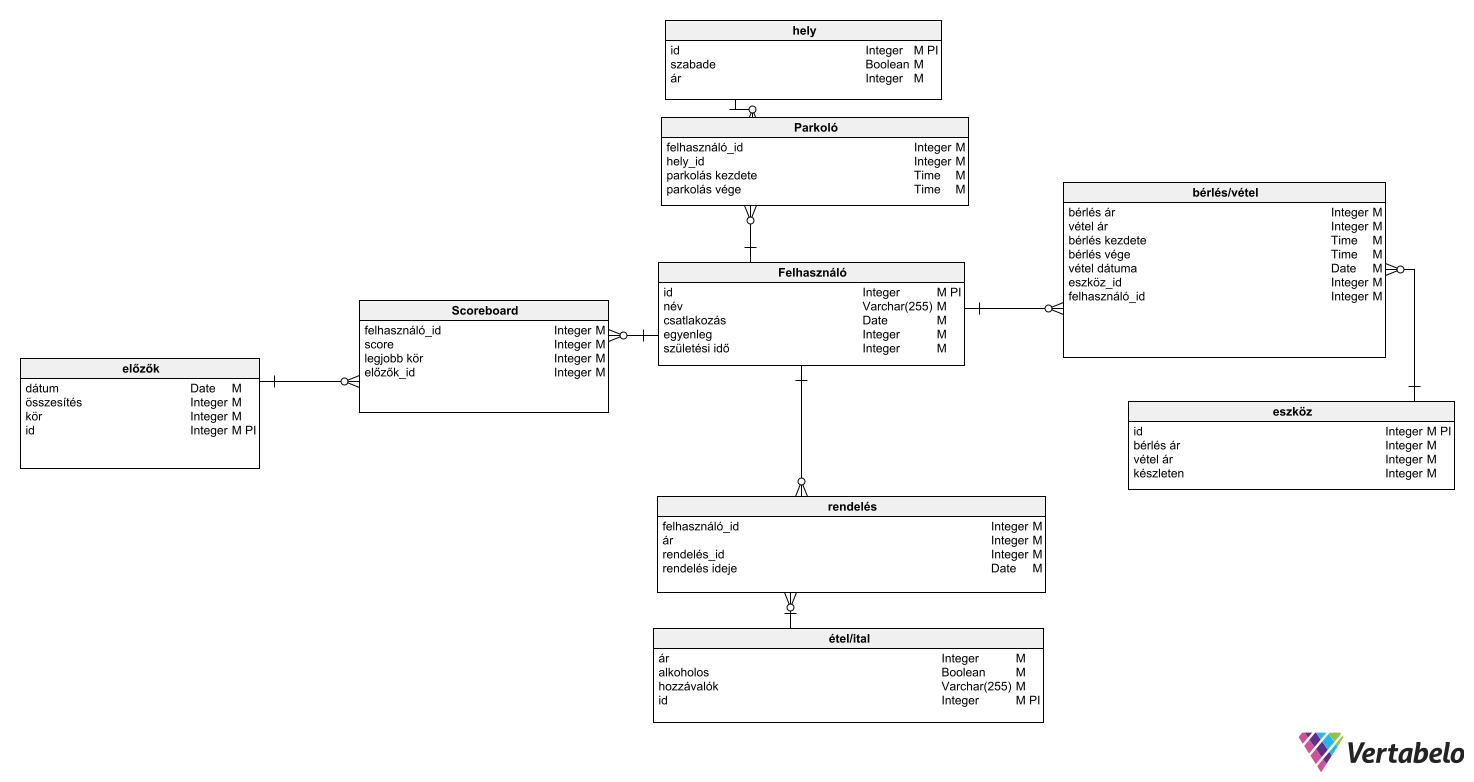 hely
id Integer M PI
szabade Boolean M
ár Integer M
Parkoló
felhasználó_id Integer M
hely_id Integer M
parkolás kezdete Time M
parkolás vége Time M
bérlés/vétel
bérlés ár Integer M
vétel ár Integer M
bérlés kezdete Time M
bérlés vége Time M
vétel dátuma Date M
eszköz_id Integer M
felhasználó_id Integer M
Felhasználó
id Integer M PI
név Varchar(255) M
csatlakozás Date M
egyenleg Integer M
születési idő Integer M
Scoreboard
felhasználó_id Integer M
score Integer M
legjobb kör Integer M
előzők_id Integer M
előzők
dátum Date M
összesítés Integer M
kör Integer M
id Integer M PI
eszköz
id Integer M PI
bérlés ár Integer M
vétel ár Integer M
készleten Integer M
rendelés
felhasználó_id Integer M
ár Integer M
rendelés_id Integer M
rendelés ideje Date M
étel/ital
ár Integer M
alkoholos Boolean M
hozzávalók Varchar(255) M
id Integer M PI
Vertabelo